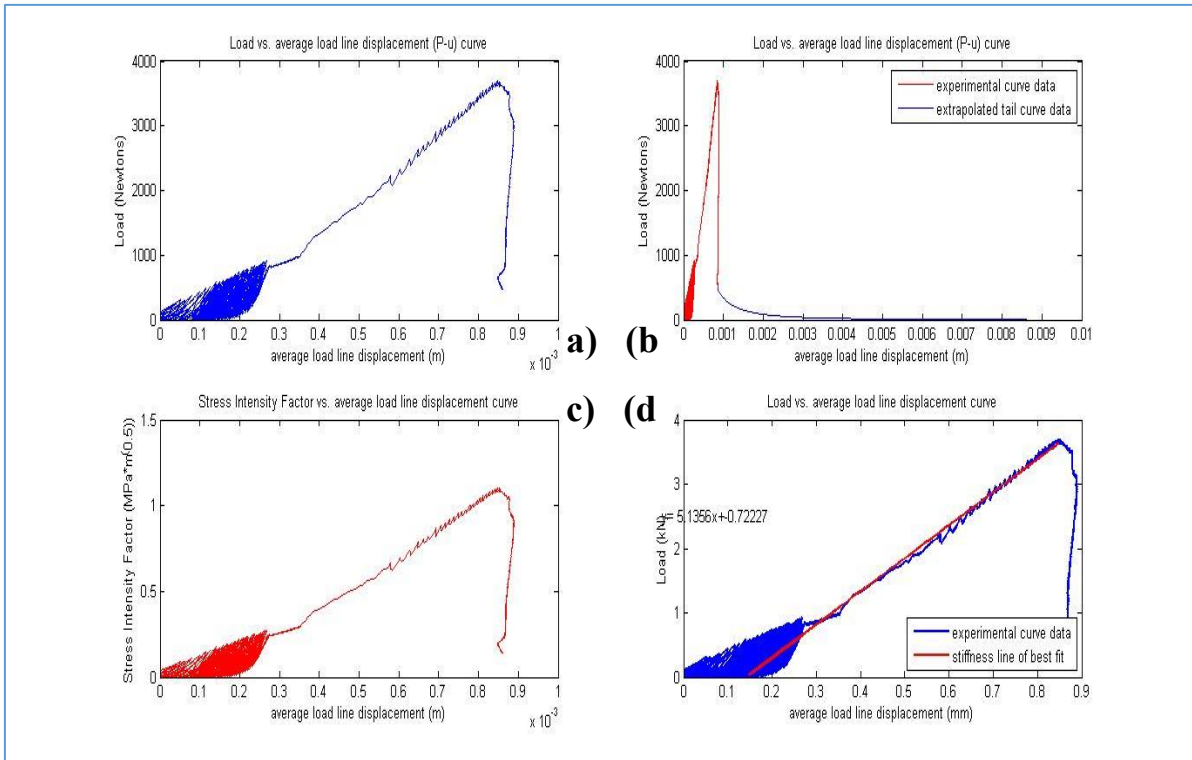 Load vs. average load line displacement (P-u) curve
4000
3000
2000
1000
0
Load (Newtons)
0 0.1 0.2 0.3 0.4 0.5 0.6 0.7 0.8 0.9 1
average load line displacement (m)
x 10⁻³
a)
Load vs. average load line displacement (P-u) curve
4000
3000
2000
1000
0
Load (Newtons)
experimental curve data
extrapolated tail curve data
0 0.001 0.002 0.003 0.004 0.005 0.006 0.007 0.008 0.009 0.01
average load line displacement (m)
(b
Stress Intensity Factor vs. average load line displacement curve
1.5
1
0.5
0
Stress Intensity Factor (MPa*m(0.5))
0 0.1 0.2 0.3 0.4 0.5 0.6 0.7 0.8 0.9 1
average load line displacement (m)
x 10⁻³
c)
(d
Load vs. average load line displacement curve
4
3
2
1
0
Load (kN)
= 5.1356x+-0.72227
experimental curve data
stiffness line of best fit
0 0.1 0.2 0.3 0.4 0.5 0.6 0.7 0.8 0.9
average load line displacement (mm)